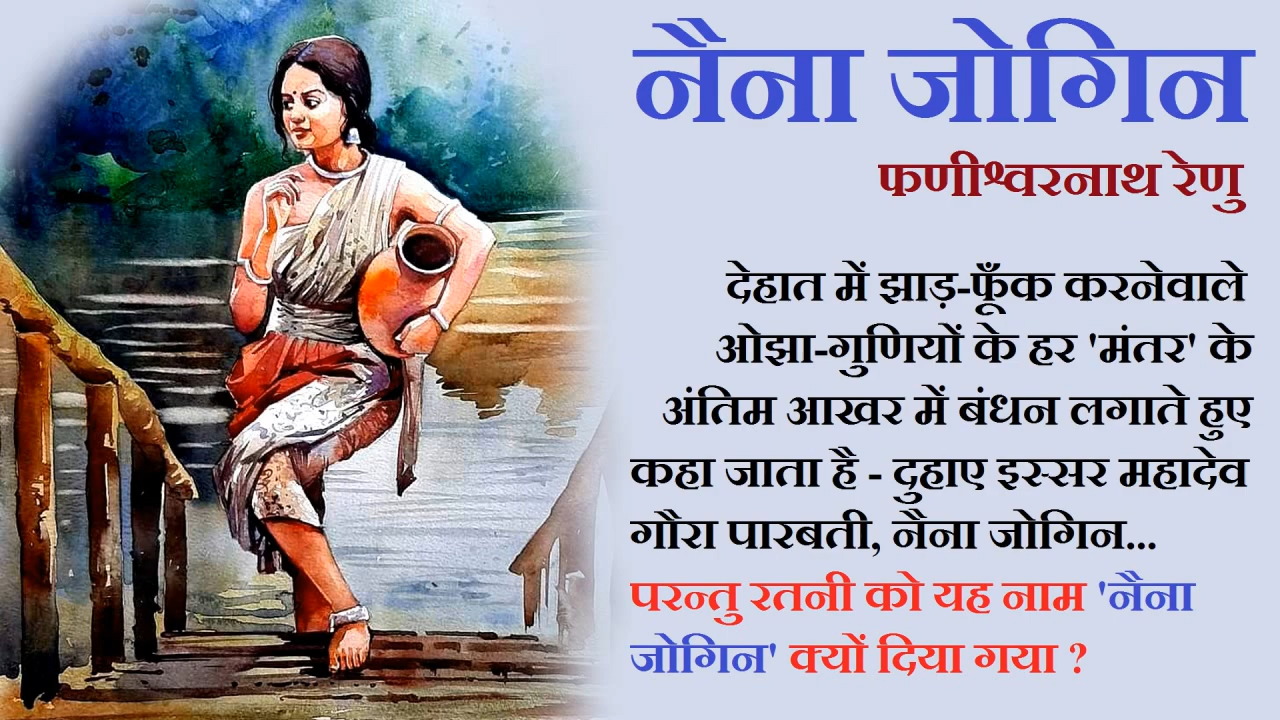 नैना जोगिन
फणीश्वरनाथ रेणु
देहात में झाड़-फूँक करनेवाले
ओझा-गुणियों के हर 'मंतर' के
अंतिम आखर में बंधन लगाते हुए
कहा जाता है - दुहाए इस्सर महादेव
गौरा पारबती, नैना जोगिन...
परन्तु रतनी को यह नाम 'नैना
जोगिन' क्यों दिया गया ?